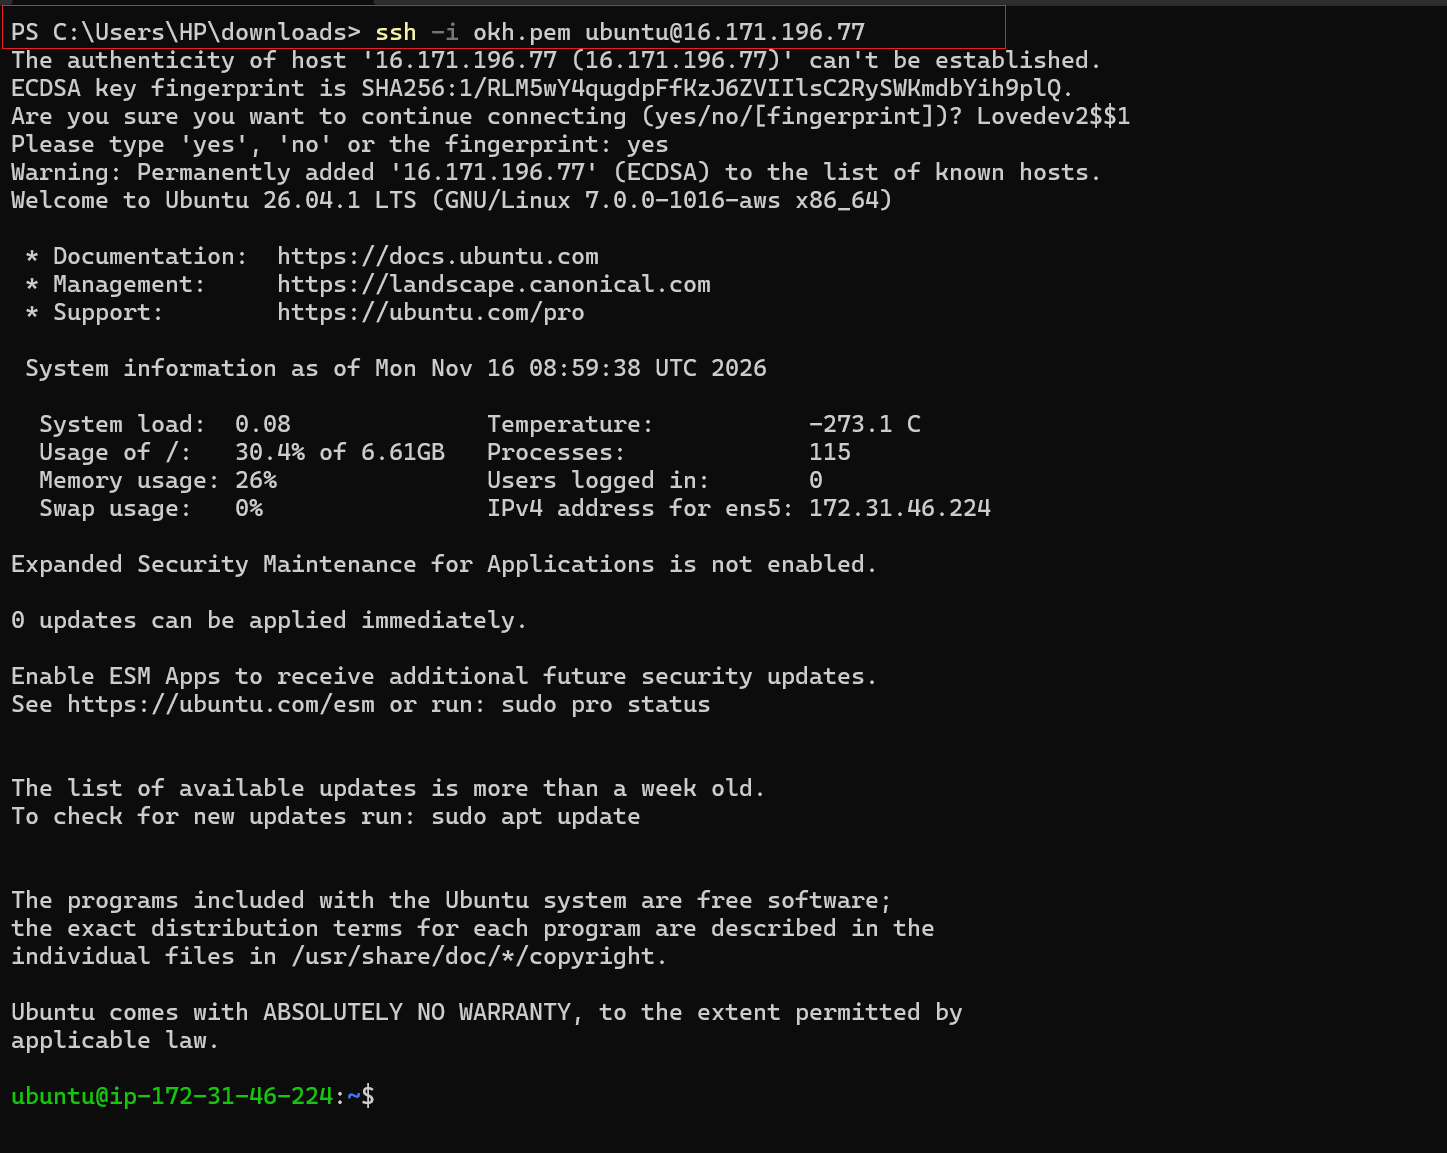 PS C:\Users\HP\downloads> ssh -i okh.pem ubuntu@16.171.196.77
The authenticity of host '16.171.196.77 (16.171.196.77)' can't be established.
ECDSA key fingerprint is SHA256:1/RLM5wY4qugdpFfKzJ6ZVIIlsC2RySWKmdbYih9plQ.
Are you sure you want to continue connecting (yes/no/[fingerprint])? Lovedev2$$1
Please type 'yes', 'no' or the fingerprint: yes
Warning: Permanently added '16.171.196.77' (ECDSA) to the list of known hosts.
Welcome to Ubuntu 26.04.1 LTS (GNU/Linux 7.0.0-1016-aws x86_64)
* Documentation:  https://docs.ubuntu.com
* Management:     https://landscape.canonical.com
* Support:        https://ubuntu.com/pro
System information as of Mon Nov 16 08:59:38 UTC 2026
System load:  0.08              Temperature:           -273.1 C
Usage of /:   30.4% of 6.61GB   Processes:             115
Memory usage: 26%               Users logged in:       0
Swap usage:   0%                IPv4 address for ens5: 172.31.46.224
Expanded Security Maintenance for Applications is not enabled.
0 updates can be applied immediately.
Enable ESM Apps to receive additional future security updates.
See https://ubuntu.com/esm or run: sudo pro status
The list of available updates is more than a week old.
To check for new updates run: sudo apt update
The programs included with the Ubuntu system are free software;
the exact distribution terms for each program are described in the
individual files in /usr/share/doc/*/copyright.
Ubuntu comes with ABSOLUTELY NO WARRANTY, to the extent permitted by
applicable law.
ubuntu@ip-172-31-46-224:~$